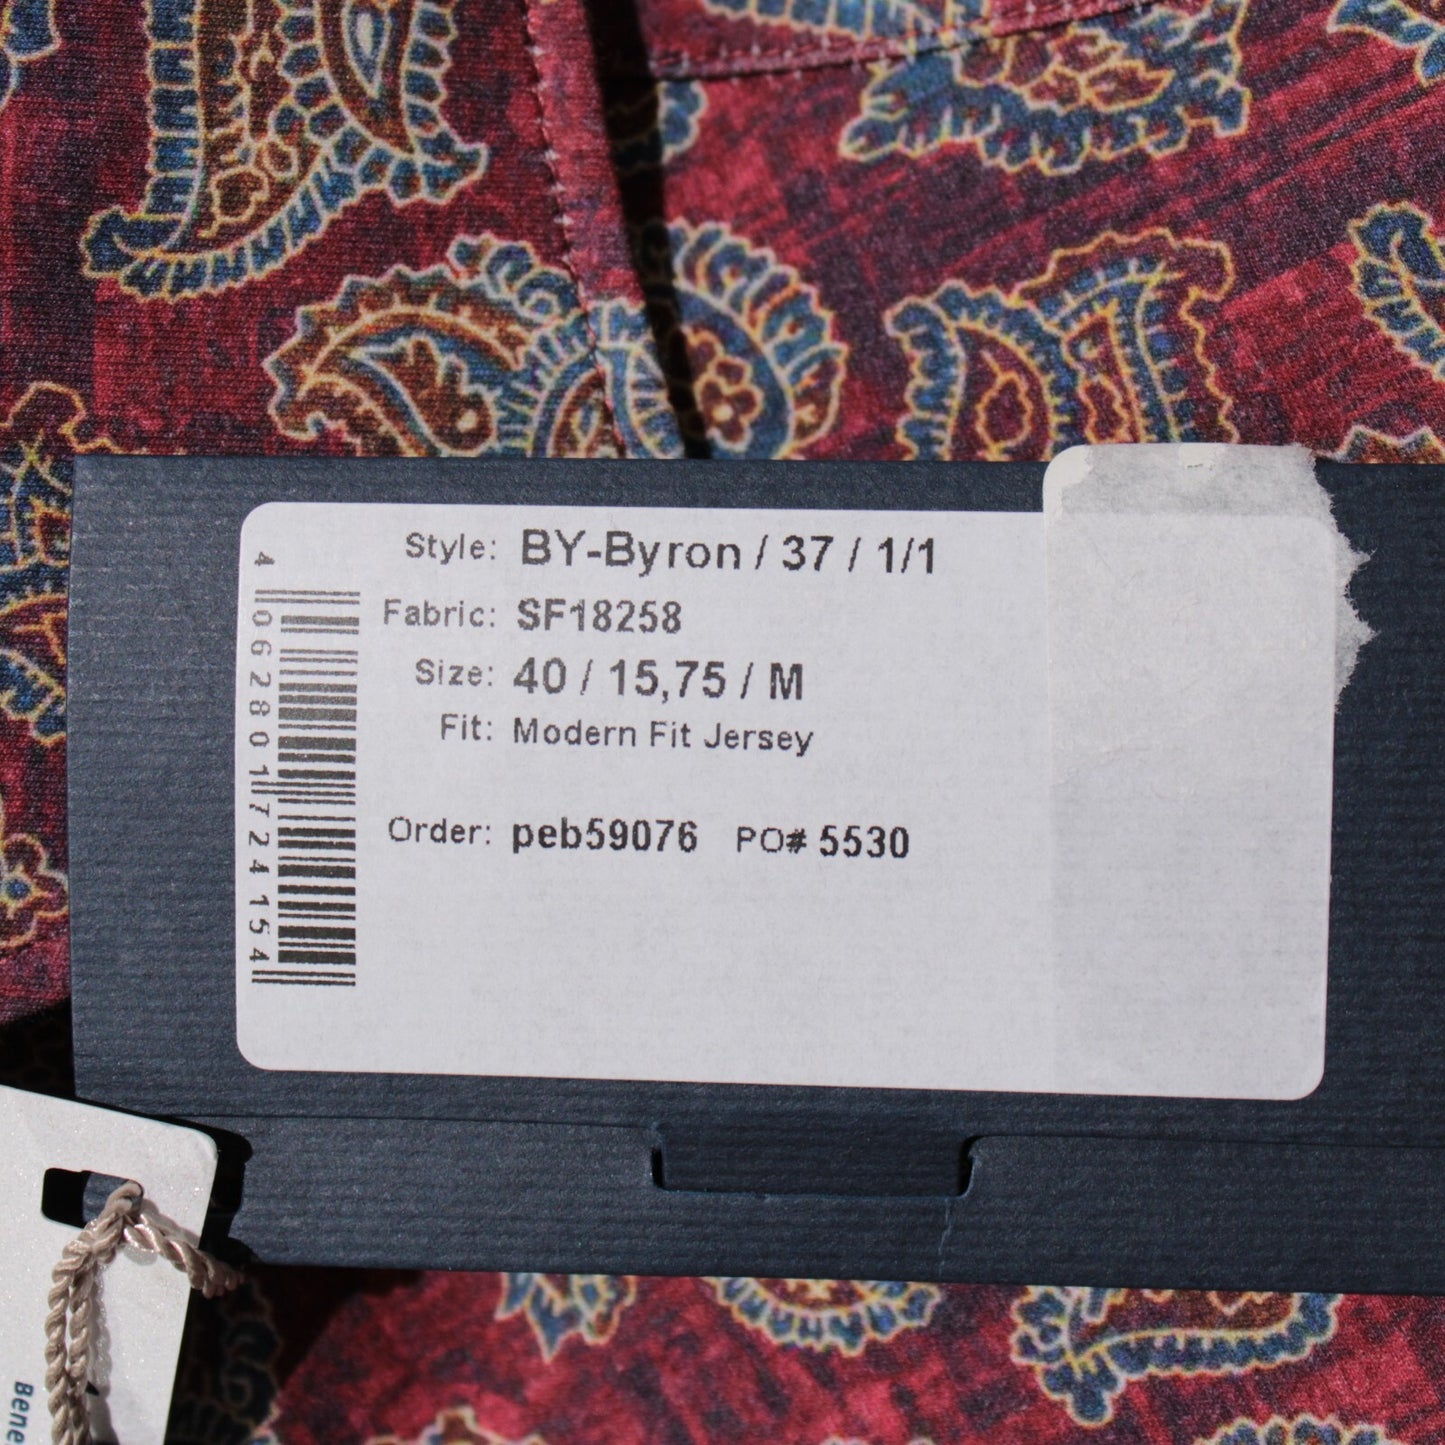 Style: BY-Byron / 37 / 1/1
Fabric: SF18258
Size: 40 / 15,75 / M
Fit: Modern Fit Jersey
Order: peb59076 PO# 5530
4 062801 724154
Bene